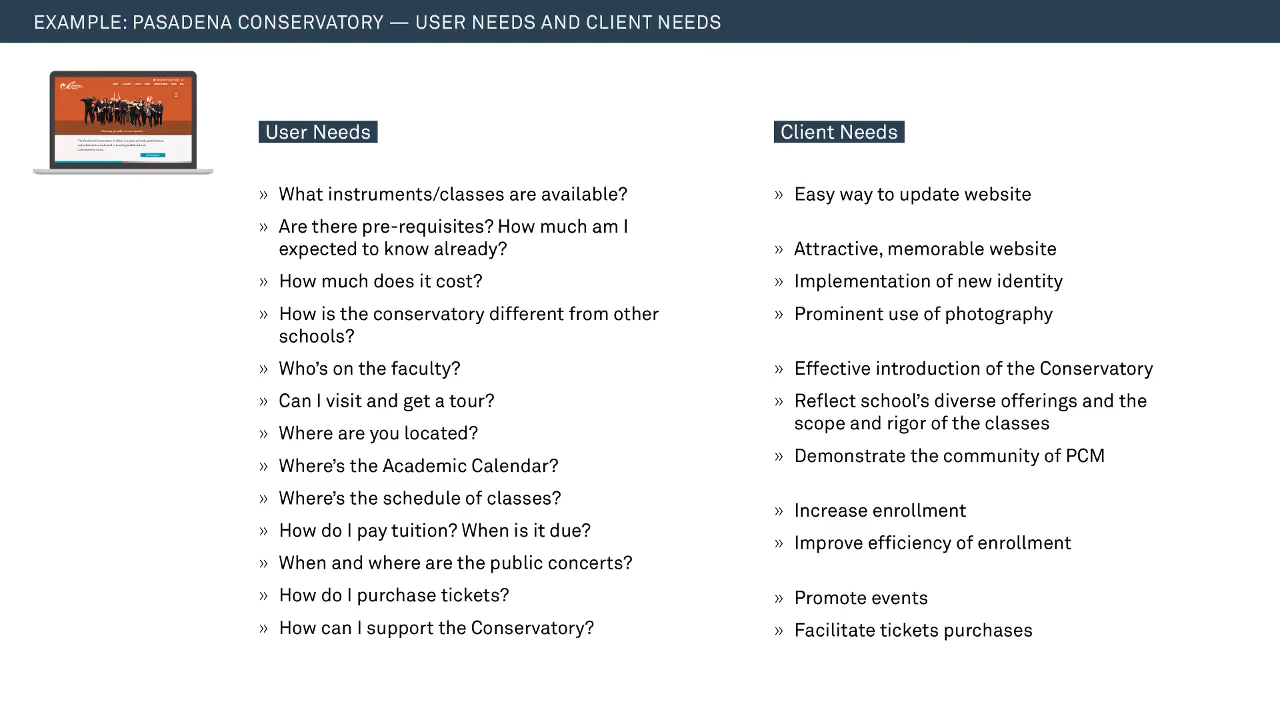 EXAMPLE: PASADENA CONSERVATORY — USER NEEDS AND CLIENT NEEDS
User Needs
» What instruments/classes are available?
» Are there pre-requisites? How much am I
expected to know already?
» How much does it cost?
» How is the conservatory different from other
schools?
» Who's on the faculty?
» Can I visit and get a tour?
» Where are you located?
» Where's the Academic Calendar?
» Where's the schedule of classes?
» How do I pay tuition? When is it due?
» When and where are the public concerts?
» How do I purchase tickets?
» How can I support the Conservatory?
Client Needs
» Easy way to update website
» Attractive, memorable website
» Implementation of new identity
» Prominent use of photography
» Effective introduction of the Conservatory
» Reflect school's diverse offerings and the
scope and rigor of the classes
» Demonstrate the community of PCM
» Increase enrollment
» Improve efficiency of enrollment
» Promote events
» Facilitate tickets purchases